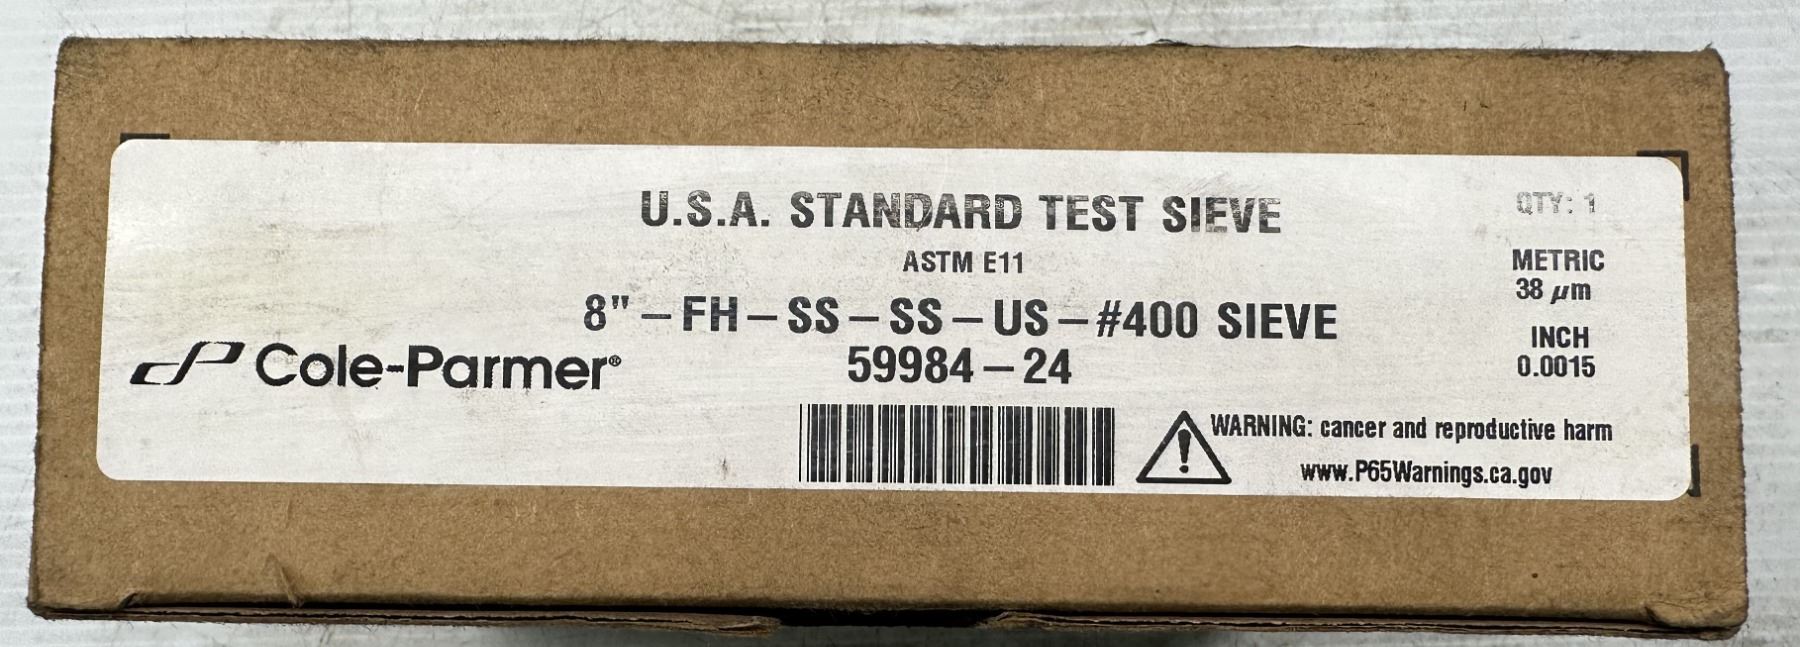 U.S.A. STANDARD TEST SIEVE
ASTM E11
8"–FH–SS–SS–US–#400 SIEVE
59984–24
Cole-Parmer®
QTY: 1
METRIC
38 µm
INCH
0.0015
WARNING: cancer and reproductive harm
www.P65Warnings.ca.gov